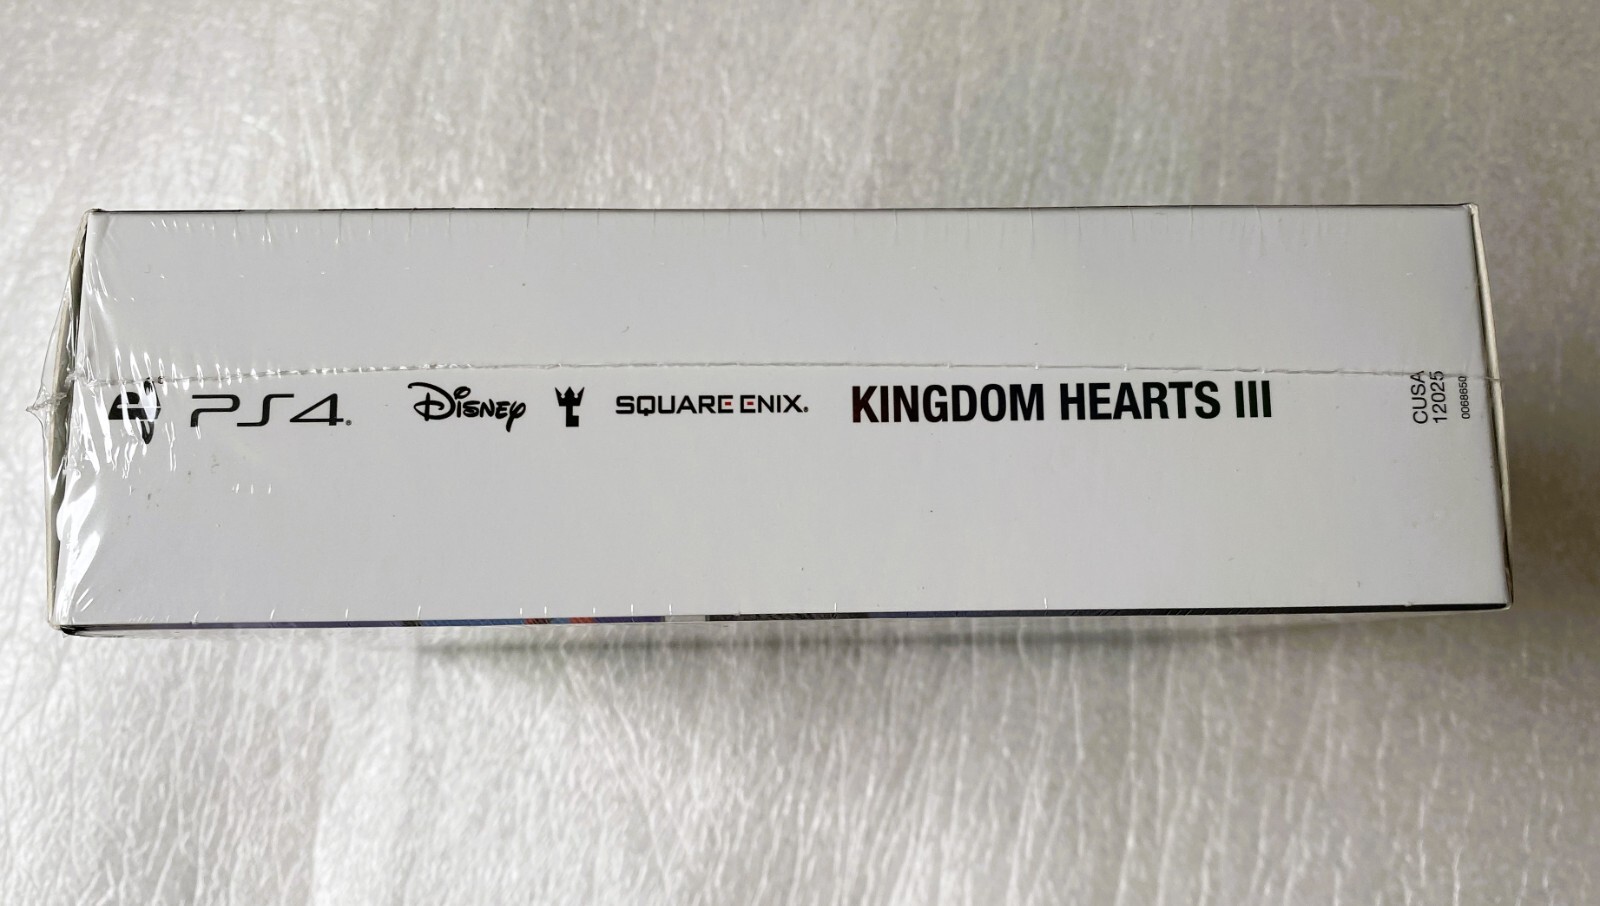 PS4 Disney SQUARE ENIX. KINGDOM HEARTS III
CUSA
12025
0068650